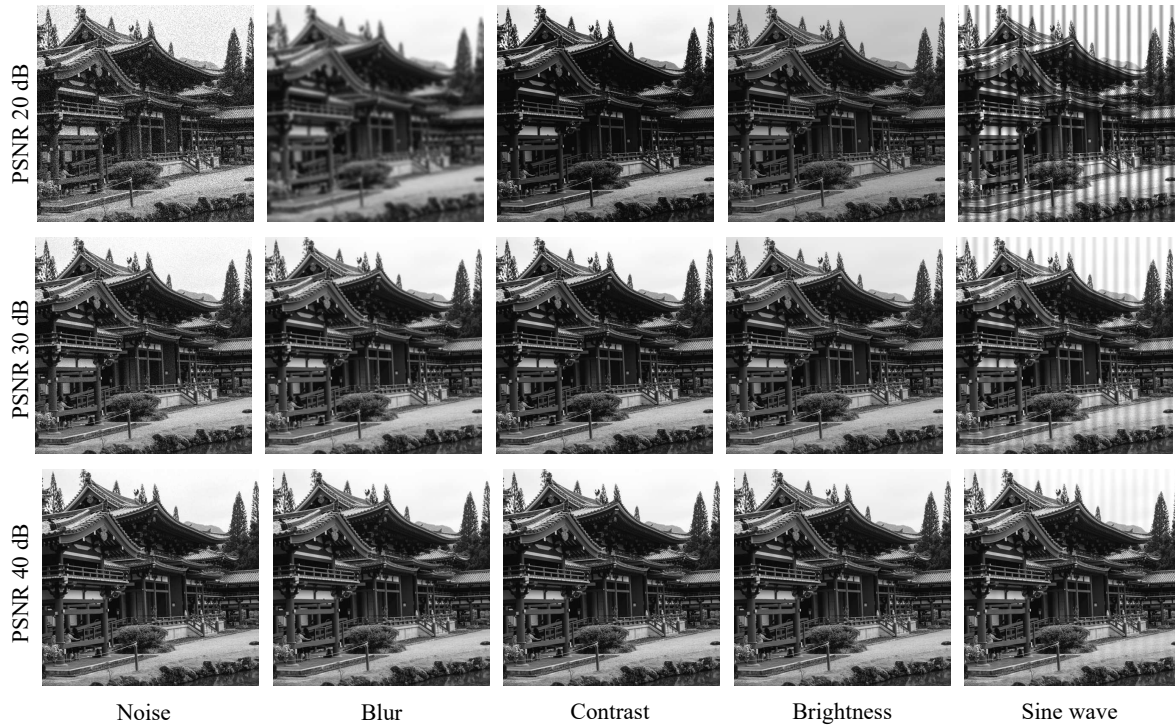 PSNR 20 dB
PSNR 30 dB
PSNR 40 dB
Noise
Blur
Contrast
Brightness
Sine wave